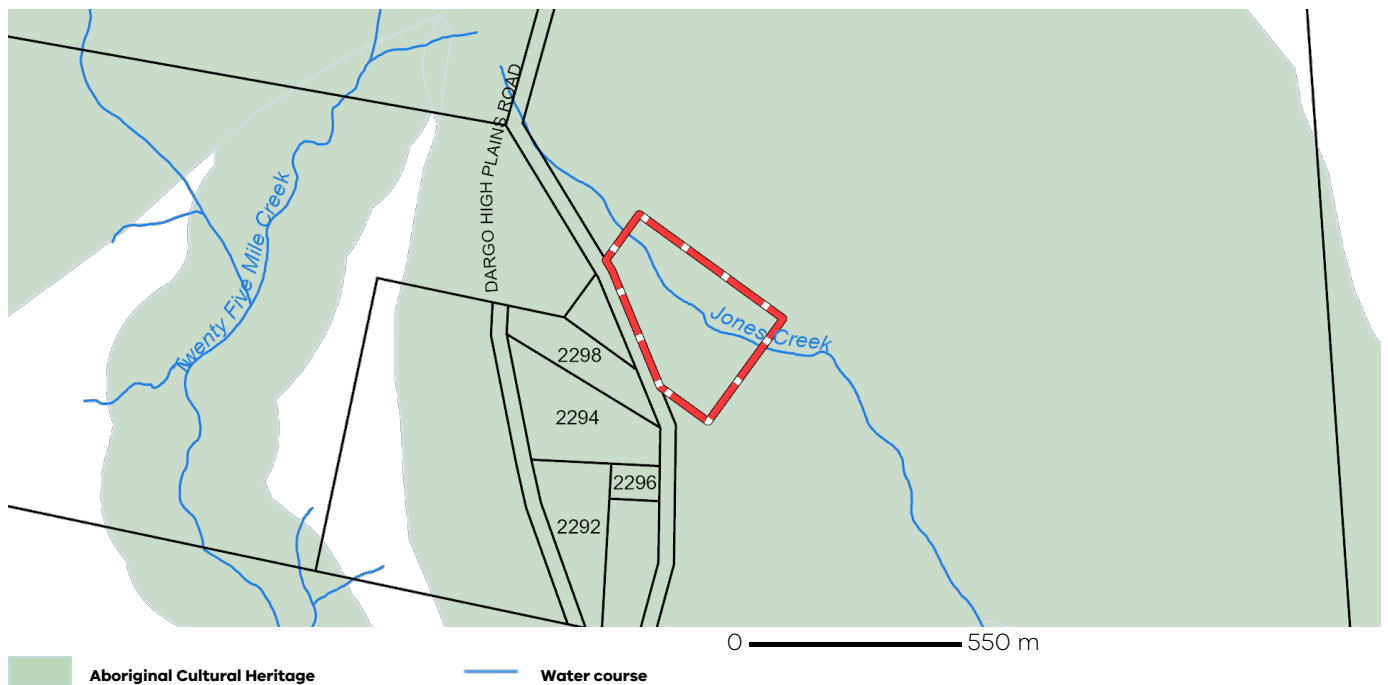 DARGO HIGH PLAINS ROAD
Twenty Five Mile Creek
Jones Creek
2298
2294
2296
2292
0 550 m
Aboriginal Cultural Heritage
Water course